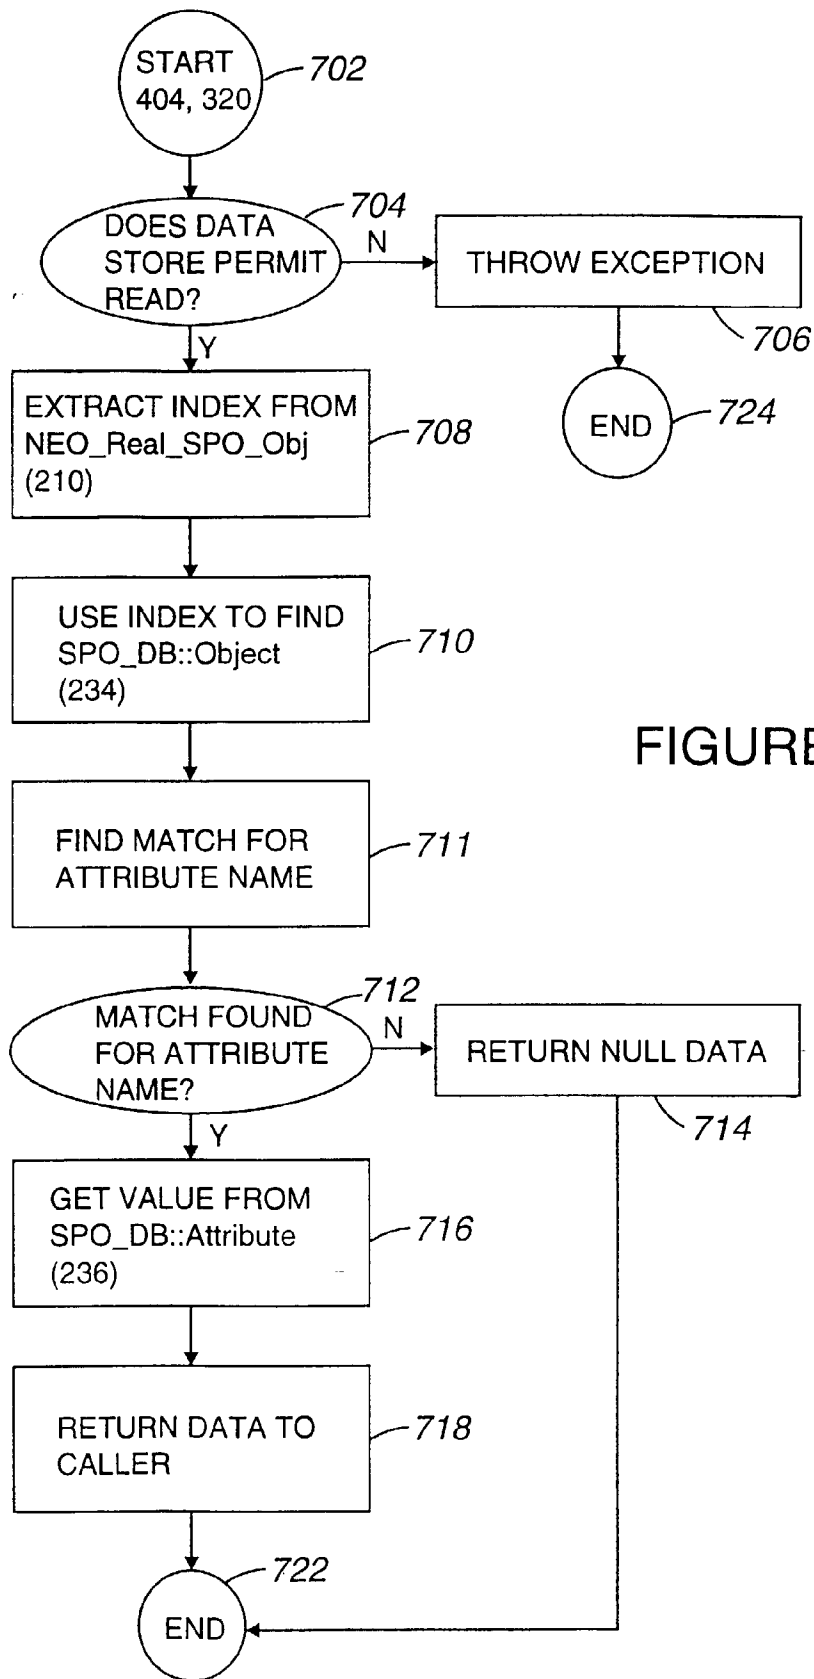 START
404, 320
702
DOES DATA
STORE PERMIT
READ?
704
N
THROW EXCEPTION
706
Y
END
724
EXTRACT INDEX FROM
NEO_Real_SPO_Obj
(210)
708
USE INDEX TO FIND
SPO_DB::Object
(234)
710
FIGURE
FIND MATCH FOR
ATTRIBUTE NAME
711
MATCH FOUND
FOR ATTRIBUTE
NAME?
712
N
RETURN NULL DATA
714
Y
GET VALUE FROM
SPO_DB::Attribute
(236)
716
RETURN DATA TO
CALLER
718
END
722